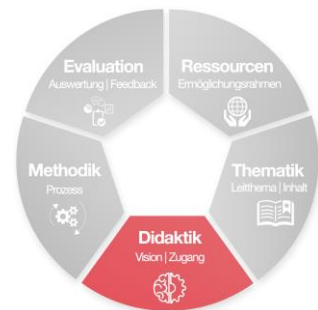 Evaluation
Auswertung | Feedback
Ressourcen
Ermöglichungsrahmen
Methodik
Prozess
Thematik
Leitthema | Inhalt
Didaktik
Vision | Zugang